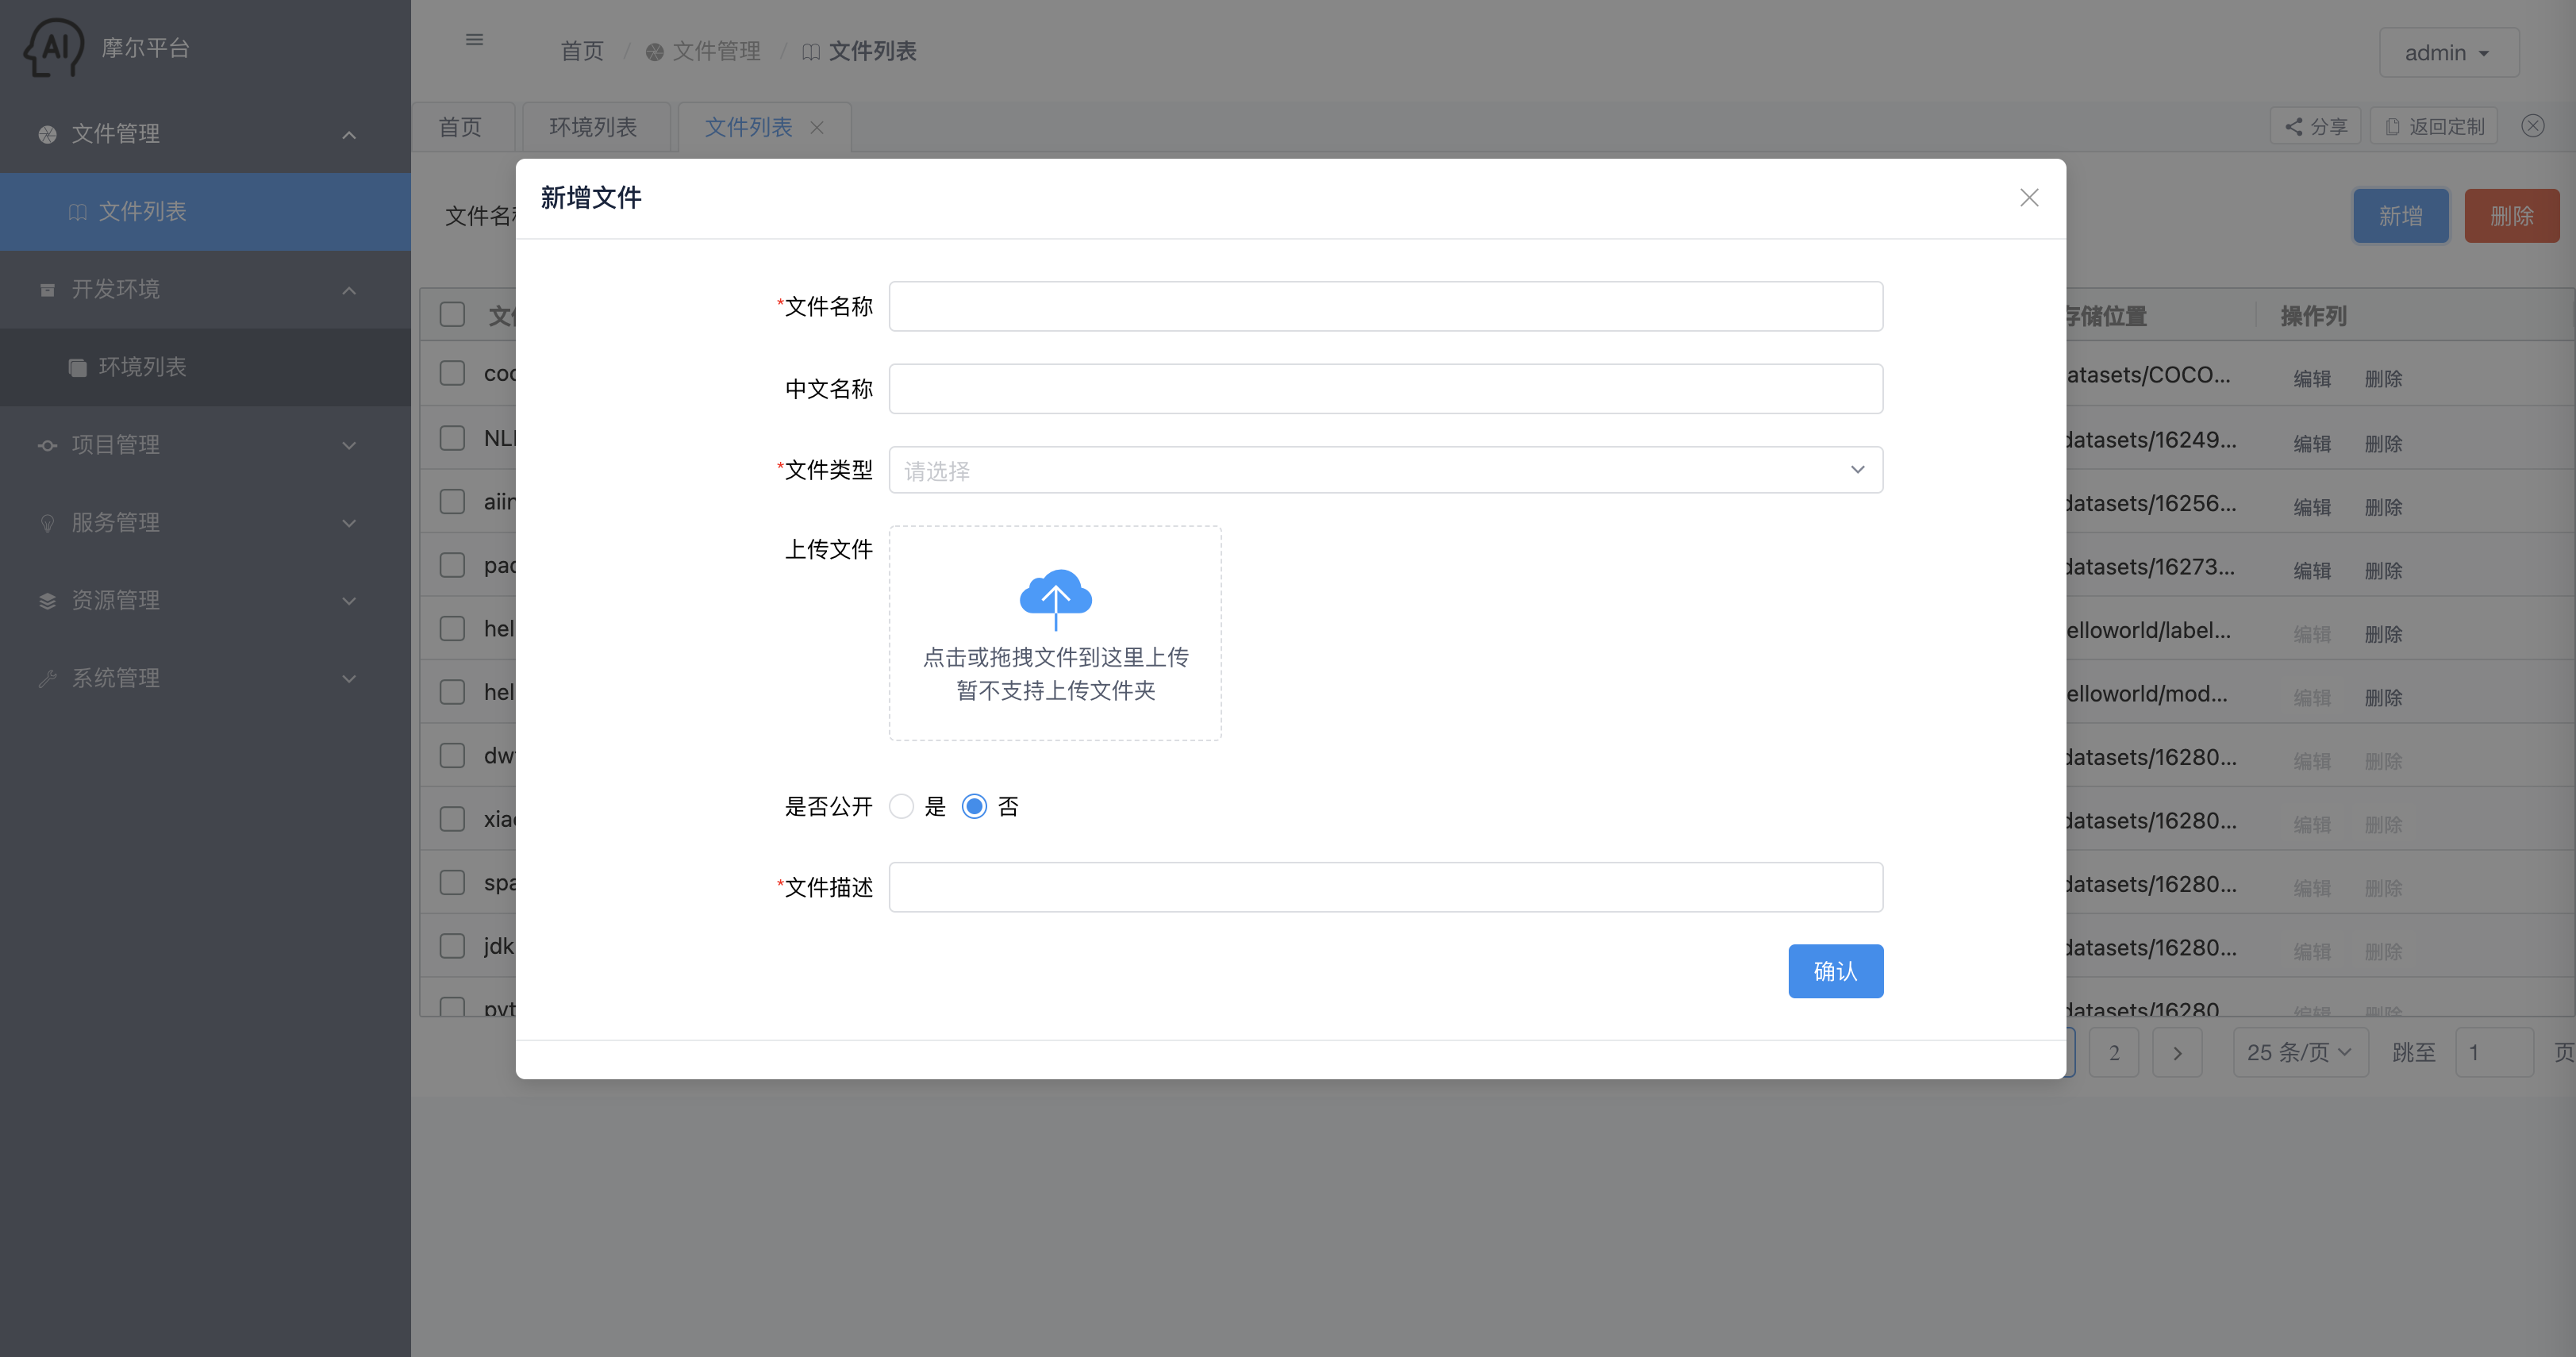 AI 摩尔平台
首页 / 文件管理 / 文件列表
admin
文件管理
文件列表
开发环境
环境列表
项目管理
服务管理
资源管理
系统管理
首页 环境列表 文件列表
分享 返回定制
文件名
新增 删除
存储位置 操作列
coc atasets/COCO... 编辑 删除
NL datasets/16249... 编辑 删除
aiin datasets/16256... 编辑 删除
pac datasets/16273... 编辑 删除
hel elloworld/label... 编辑 删除
hel elloworld/mod... 编辑 删除
dw datasets/16280... 编辑 删除
xia datasets/16280... 编辑 删除
spa datasets/16280... 编辑 删除
jdk datasets/16280... 编辑 删除
pyt datasets/16280 编辑 删除
2 25 条/页 跳至 1 页
新增文件
*文件名称
中文名称
*文件类型 请选择
上传文件
点击或拖拽文件到这里上传
暂不支持上传文件夹
是否公开 是 否
*文件描述
确认